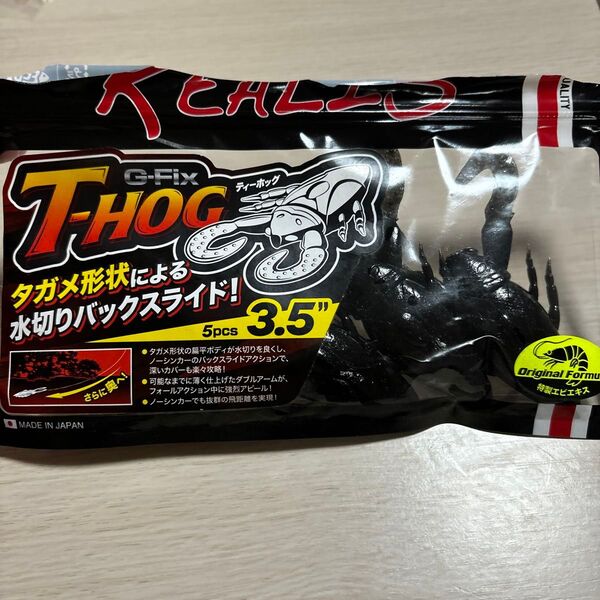 REALIS
QUALITY
G-Fix
T-HOG
ティーホッグ
タガメ形状による
水切りバックスライド!
5pcs 3.5"
さらに奥へ!
● タガメ形状の扁平ボディが水切りを良くし、
ノーシンカーのバックスライドアクションで、
深いカバーも楽々攻略!
● 可能なまでに薄く仕上げたダブルアームが、
フォールアクション中に強烈アピール!
● ノーシンカーでも抜群の飛距離を実現!
Original Formu
特製エビエキス
MADE IN JAPAN